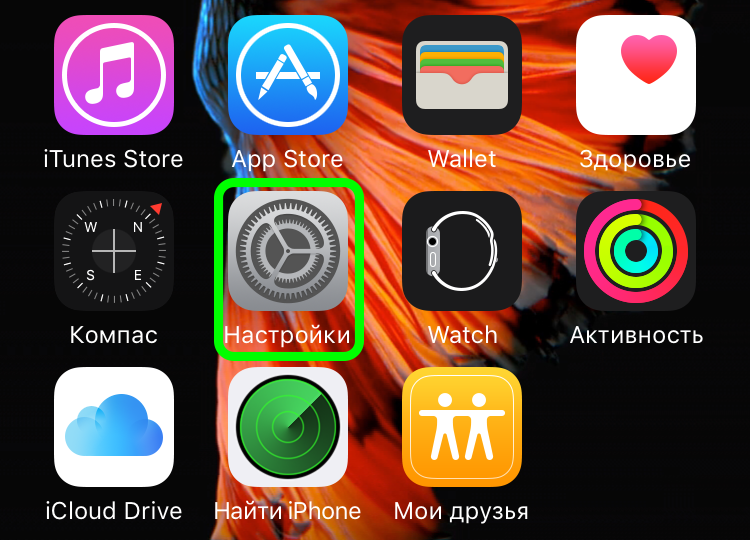 iTunes Store App Store Wallet Здоровье
W N
S E
Компас Настройки Watch Активность
iCloud Drive Найти iPhone Мои друзья